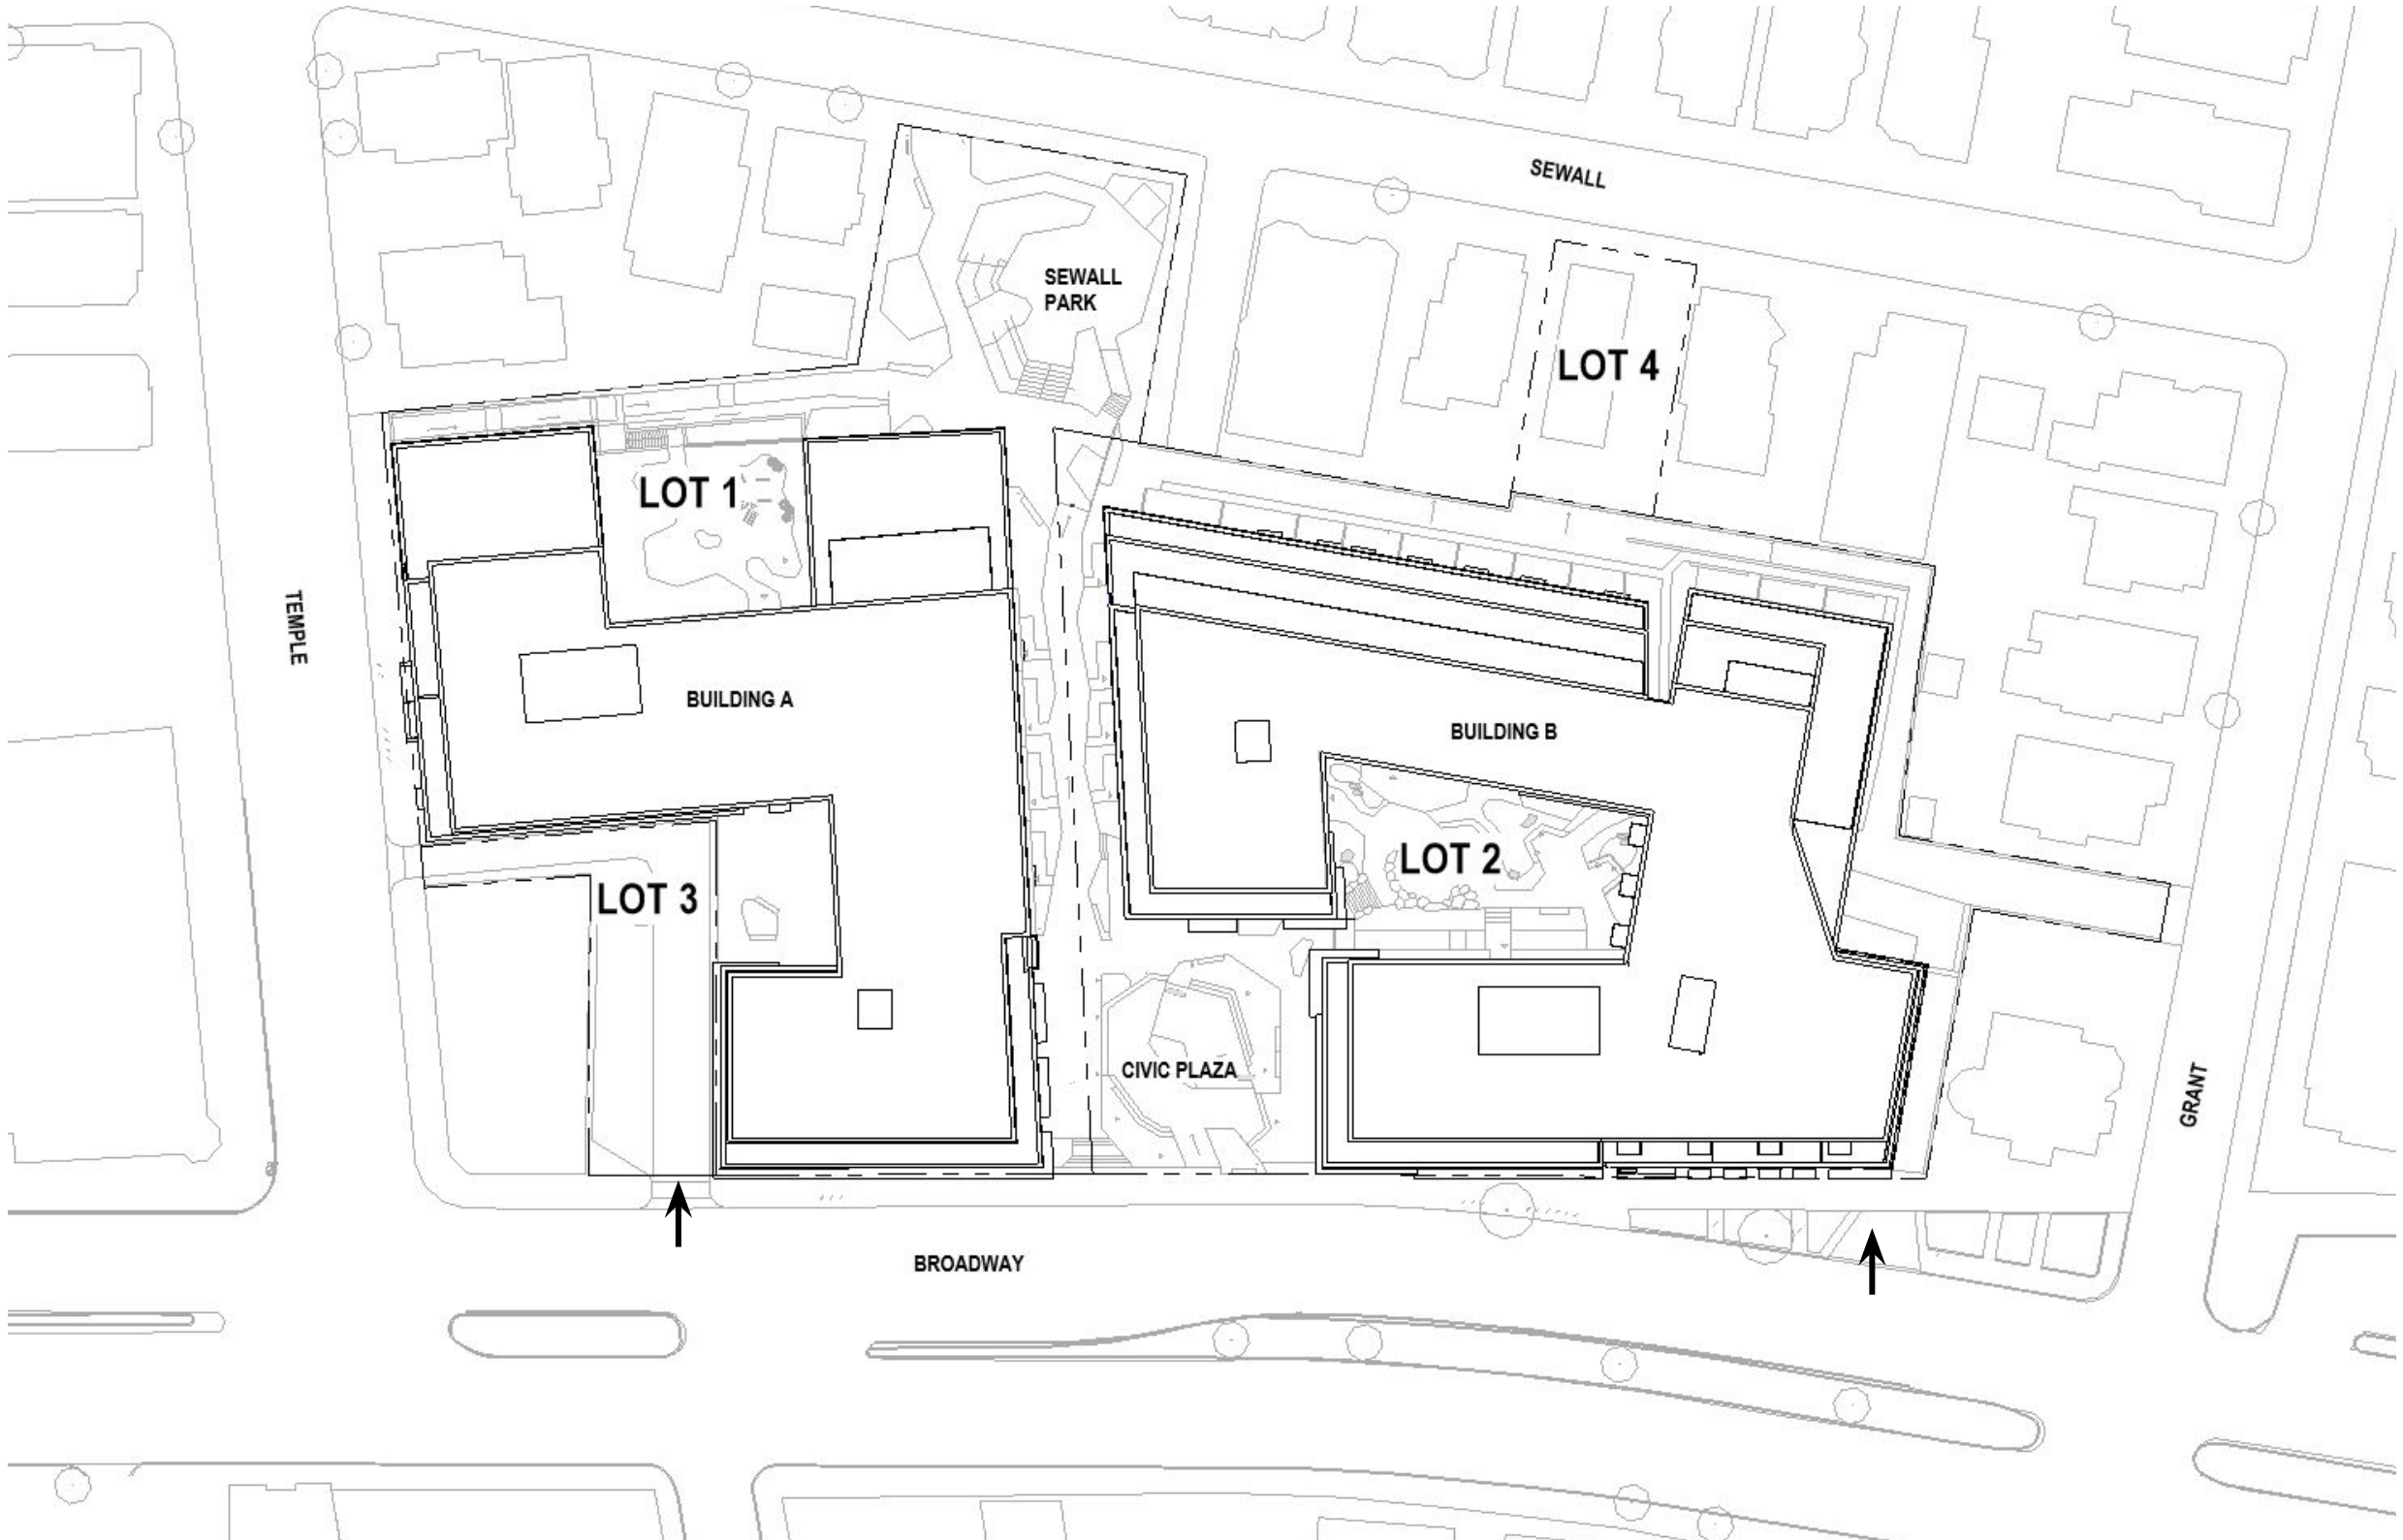 SEWALL
SEWALL
PARK
LOT 4
LOT 1
TEMPLE
BUILDING A
BUILDING B
LOT 2
LOT 3
CIVIC PLAZA
GRANT
BROADWAY